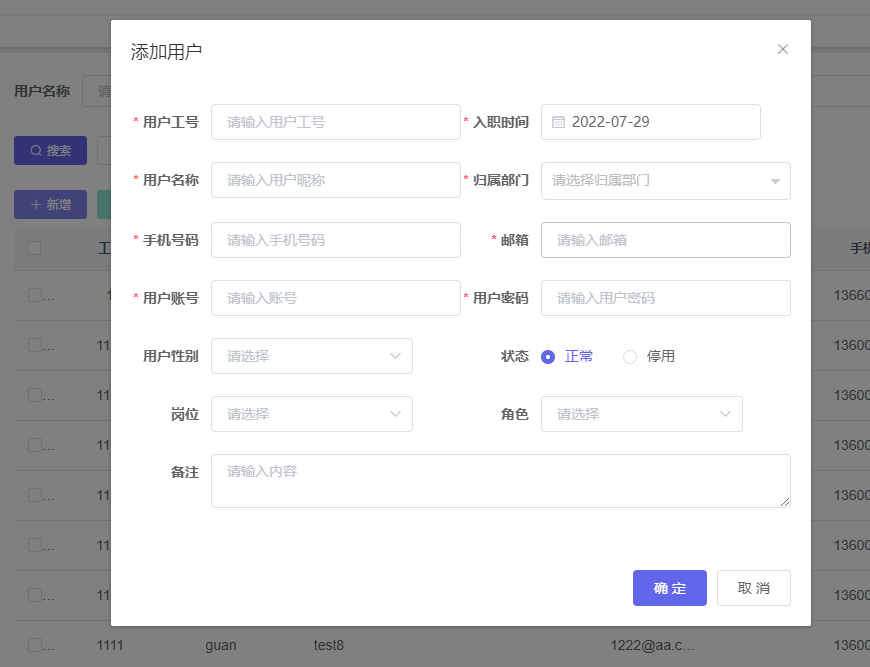 添加用户
用户名称 请
* 用户工号 请输入用户工号 * 入职时间 2022-07-29
搜索
* 用户名称 请输入用户昵称 * 归属部门 请选择归属部门
新增
* 手机号码 请输入手机号码 * 邮箱 请输入邮箱
工 手机
* 用户账号 请输入账号 * 用户密码 请输入用户密码
... 1 13660
... 11 13600
用户性别 请选择 状态 正常 停用
... 11 13600
岗位 请选择 角色 请选择
... 11 13600
备注 请输入内容
... 11 13600
... 11 13600
确 定 取 消
... 11 13600
... 1111 guan test8 1222@aa.c... 13600